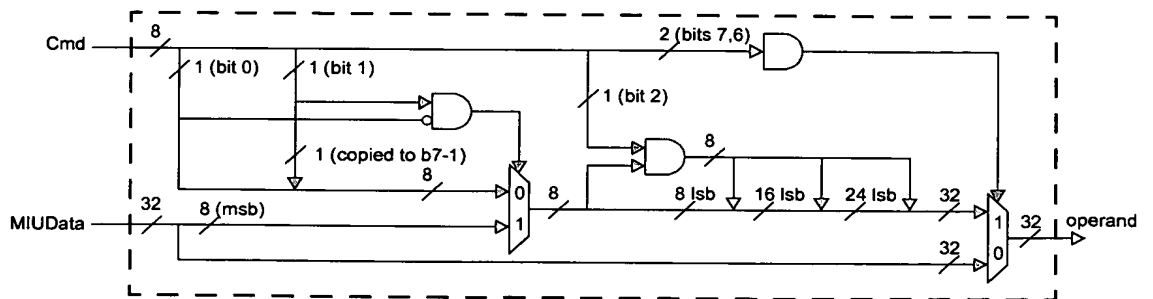 Cmd
8
2 (bits 7,6)
1 (bit 0)
1 (bit 1)
1 (bit 2)
1 (copied to b7-1)
8
8
0
1
8
8 lsb
16 lsb
24 lsb
32
1
0
32
operand
MIUData
32
8 (msb)
32